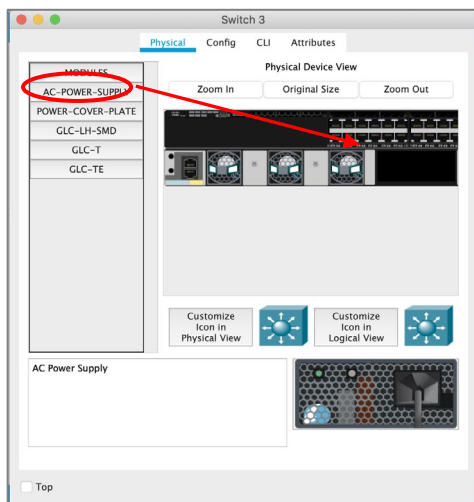 Switch 3
Physical Config CLI Attributes
MODULES
AC-POWER-SUPPLY
POWER-COVER-PLATE
GLC-LH-SMD
GLC-T
GLC-TE
Physical Device View
Zoom In Original Size Zoom Out
Customize
Icon in
Physical View
Customize
Icon in
Logical View
AC Power Supply
Top